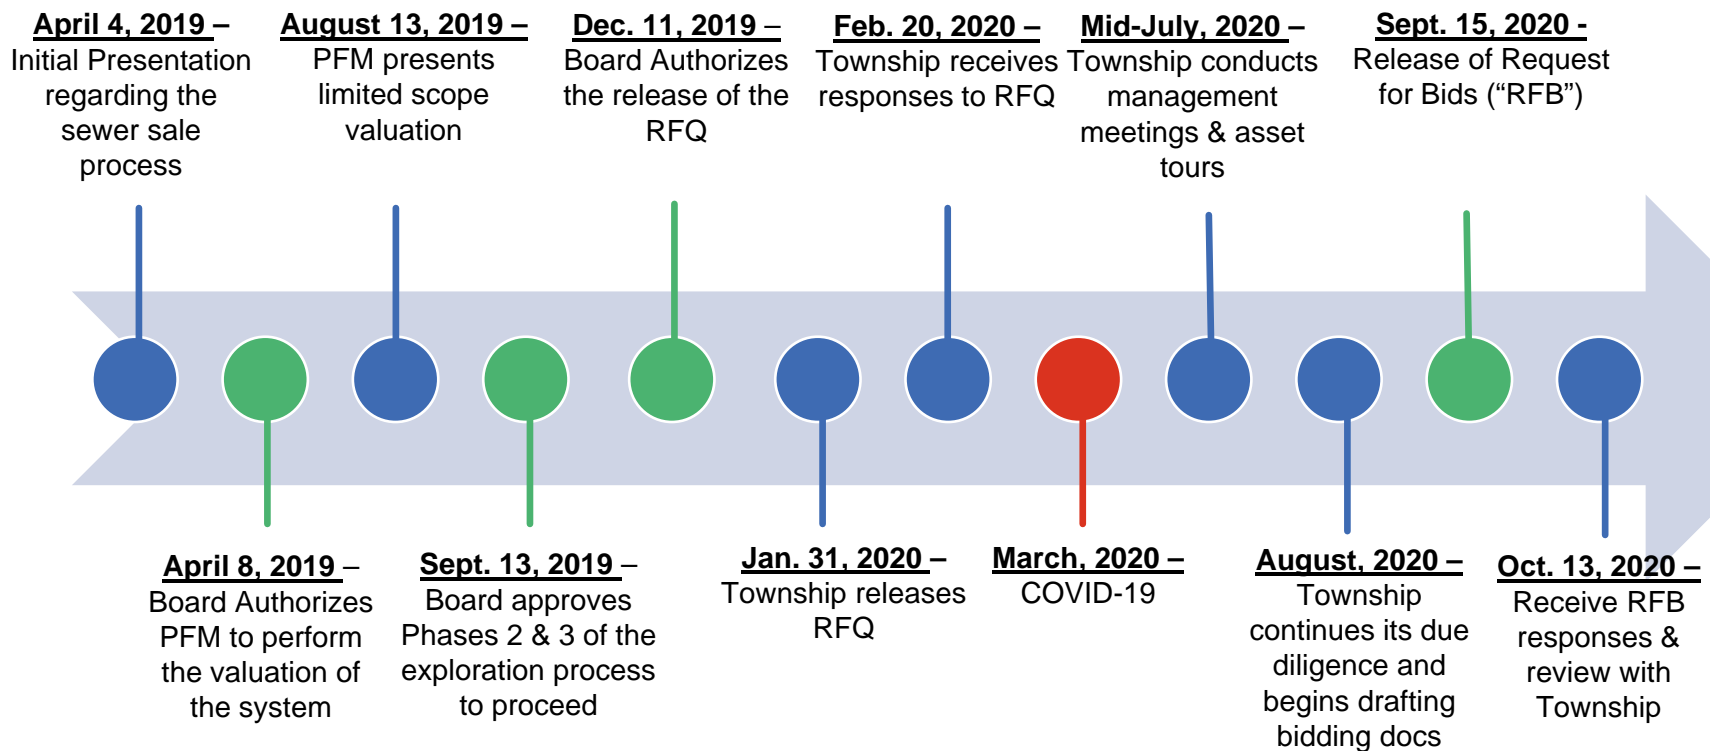 April 4, 2019 –
Initial Presentation
regarding the
sewer sale
process
August 13, 2019 –
PFM presents
limited scope
valuation
Dec. 11, 2019 –
Board Authorizes
the release of the
RFQ
Feb. 20, 2020 –
Township receives
responses to RFQ
Mid-July, 2020 –
Township conducts
management
meetings & asset
tours
Sept. 15, 2020 -
Release of Request
for Bids (“RFB”)
April 8, 2019 –
Board Authorizes
PFM to perform
the valuation of
the system
Sept. 13, 2019 –
Board approves
Phases 2 & 3 of the
exploration process
to proceed
Jan. 31, 2020 –
Township releases
RFQ
March, 2020 –
COVID-19
August, 2020 –
Township
continues its due
diligence and
begins drafting
bidding docs
Oct. 13, 2020 –
Receive RFB
responses &
review with
Township